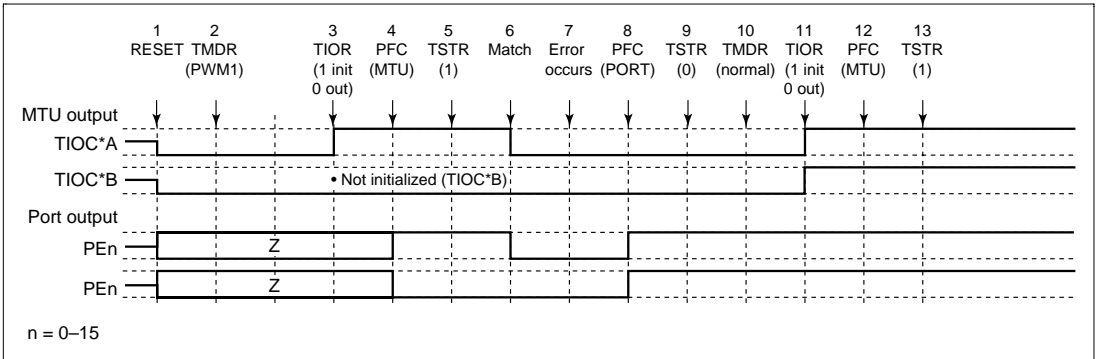 1 2 3 4 5 6 7 8 9 10 11 12 13
RESET TMDR TIOR PFC TSTR Match Error PFC TSTR TMDR TIOR PFC TSTR
(PWM1) (1 init (MTU) (1) occurs (PORT) (0) (normal) (1 init (MTU) (1)
0 out) 0 out)
MTU output
TIOC*A
TIOC*B
• Not initialized (TIOC*B)
Port output
PEn
Z
PEn
Z
n = 0–15